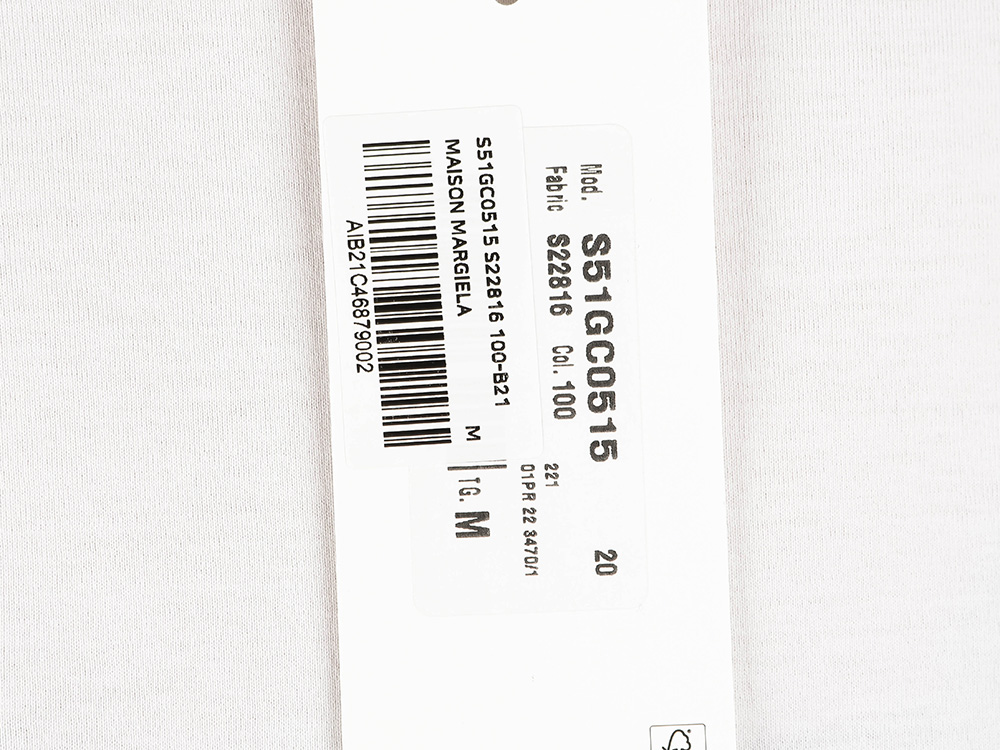 Mod. S51GC0515 20
Fabric S22816 Col. 100
221
01PR 22 3470/1
TG. M
S51GC0515 S22816 100-B21
MAISON MARGIELA M
AIB21C46879002